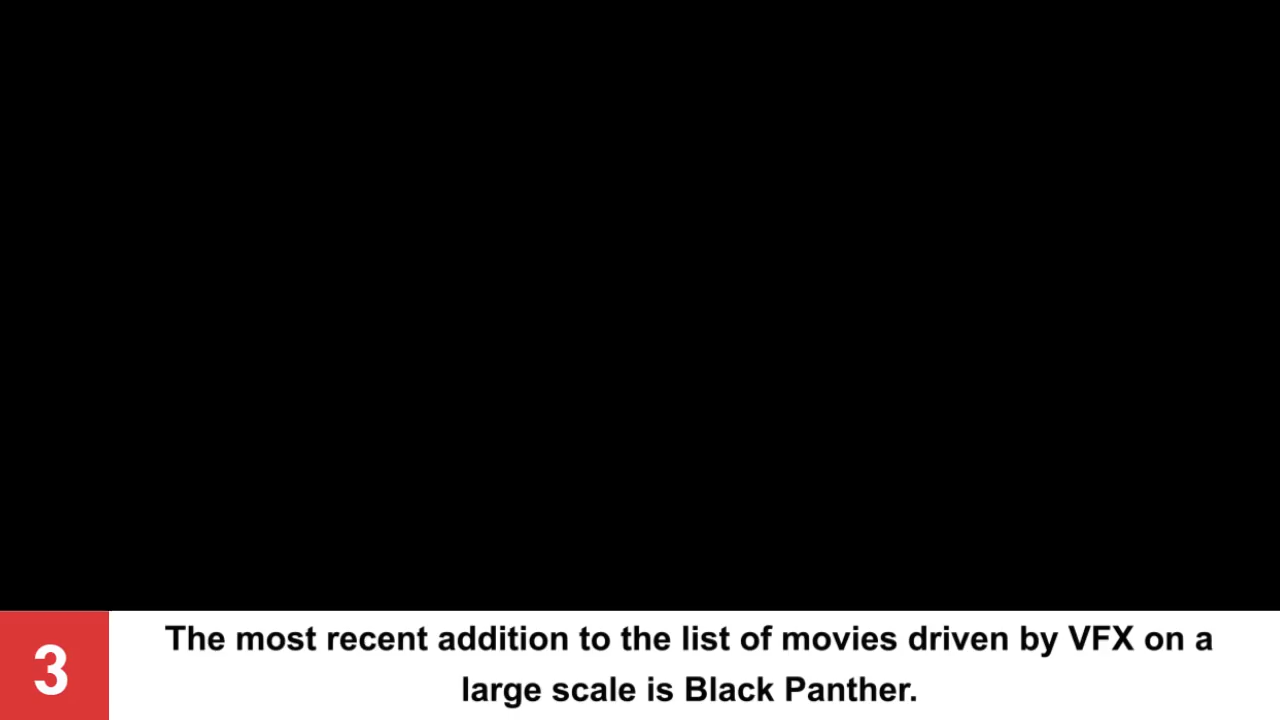 3
The most recent addition to the list of movies driven by VFX on a
large scale is Black Panther.